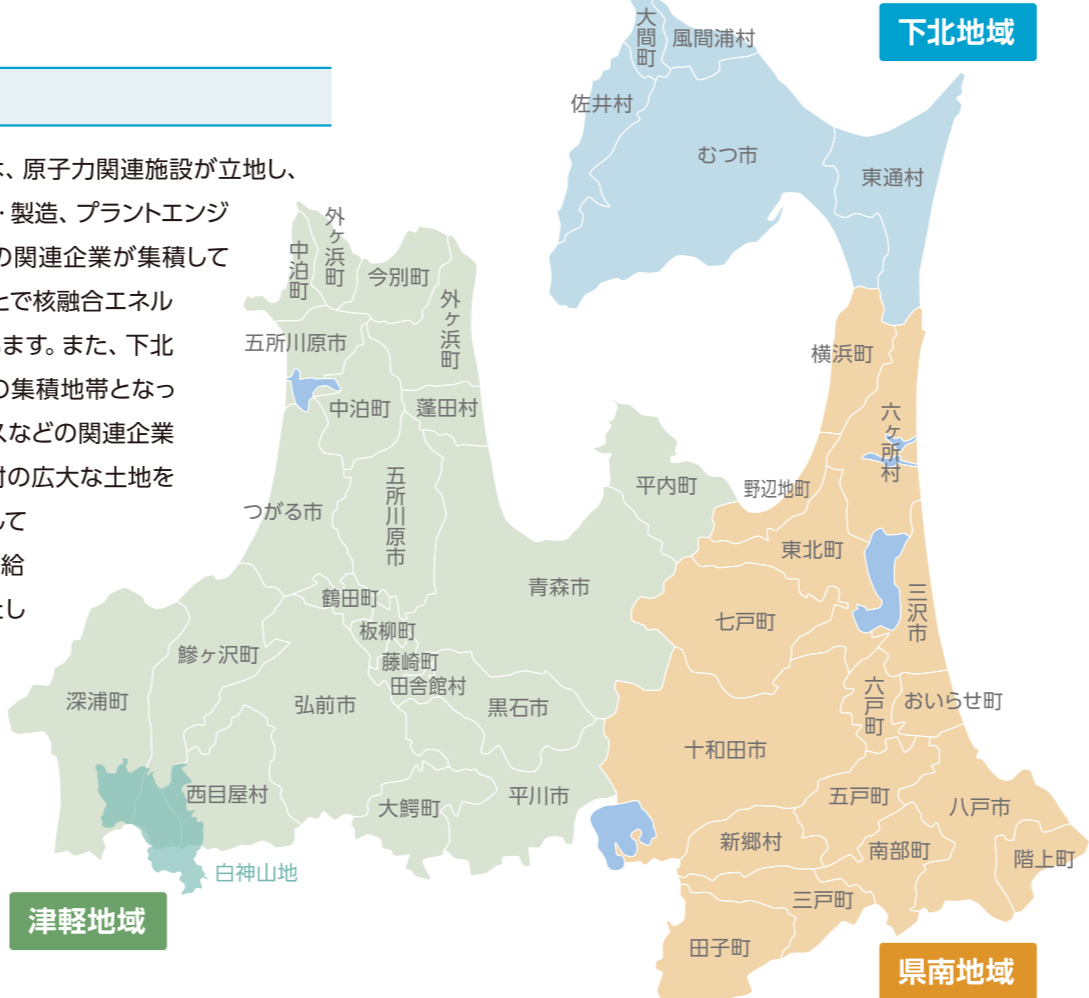 は、原子力関連施設が立地し、
・製造、プラントエンジ
の関連企業が集積して
とで核融合エネル
ます。また、下北
の集積地帯となっ
スなどの関連企業
村の広大な土地を
して
給
とし
下北地域
大間町
風間浦村
佐井村
むつ市
東通村
外ヶ浜町
中泊町
今別町
外ヶ浜町
五所川原市
中泊町
蓬田村
つがる市
五所川原市
平内町
青森市
鶴田町
板柳町
藤崎町
田舎館村
鰺ヶ沢町
深浦町
弘前市
黒石市
西目屋村
大鰐町
平川市
白神山地
津軽地域
横浜町
六ヶ所村
野辺地町
東北町
三沢市
七戸町
六戸町
おいらせ町
十和田市
五戸町
八戸市
新郷村
南部町
階上町
三戸町
田子町
県南地域